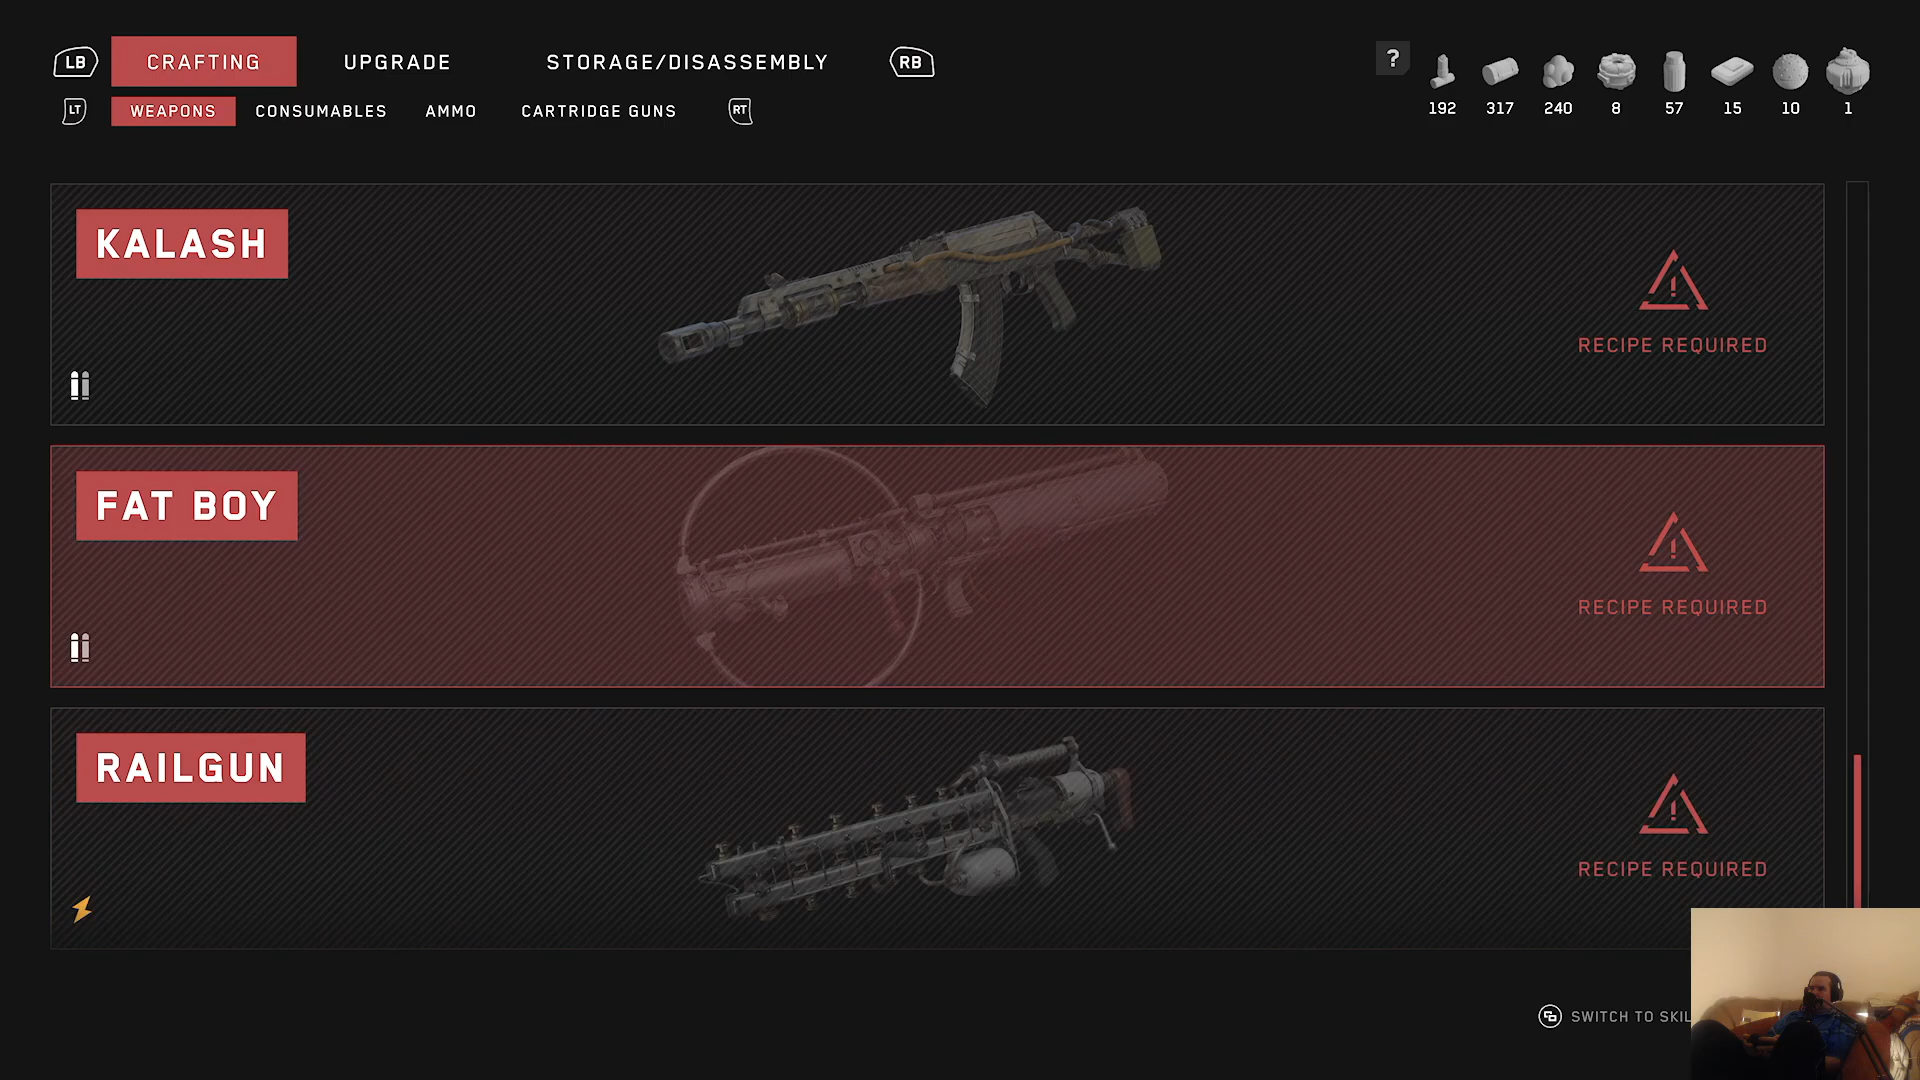 LB CRAFTING UPGRADE STORAGE/DISASSEMBLY RB
?
LT WEAPONS CONSUMABLES AMMO CARTRIDGE GUNS RT
192 317 240 8 57 15 10 1
KALASH
RECIPE REQUIRED
FAT BOY
RECIPE REQUIRED
RAILGUN
RECIPE REQUIRED
SWITCH TO SKIL